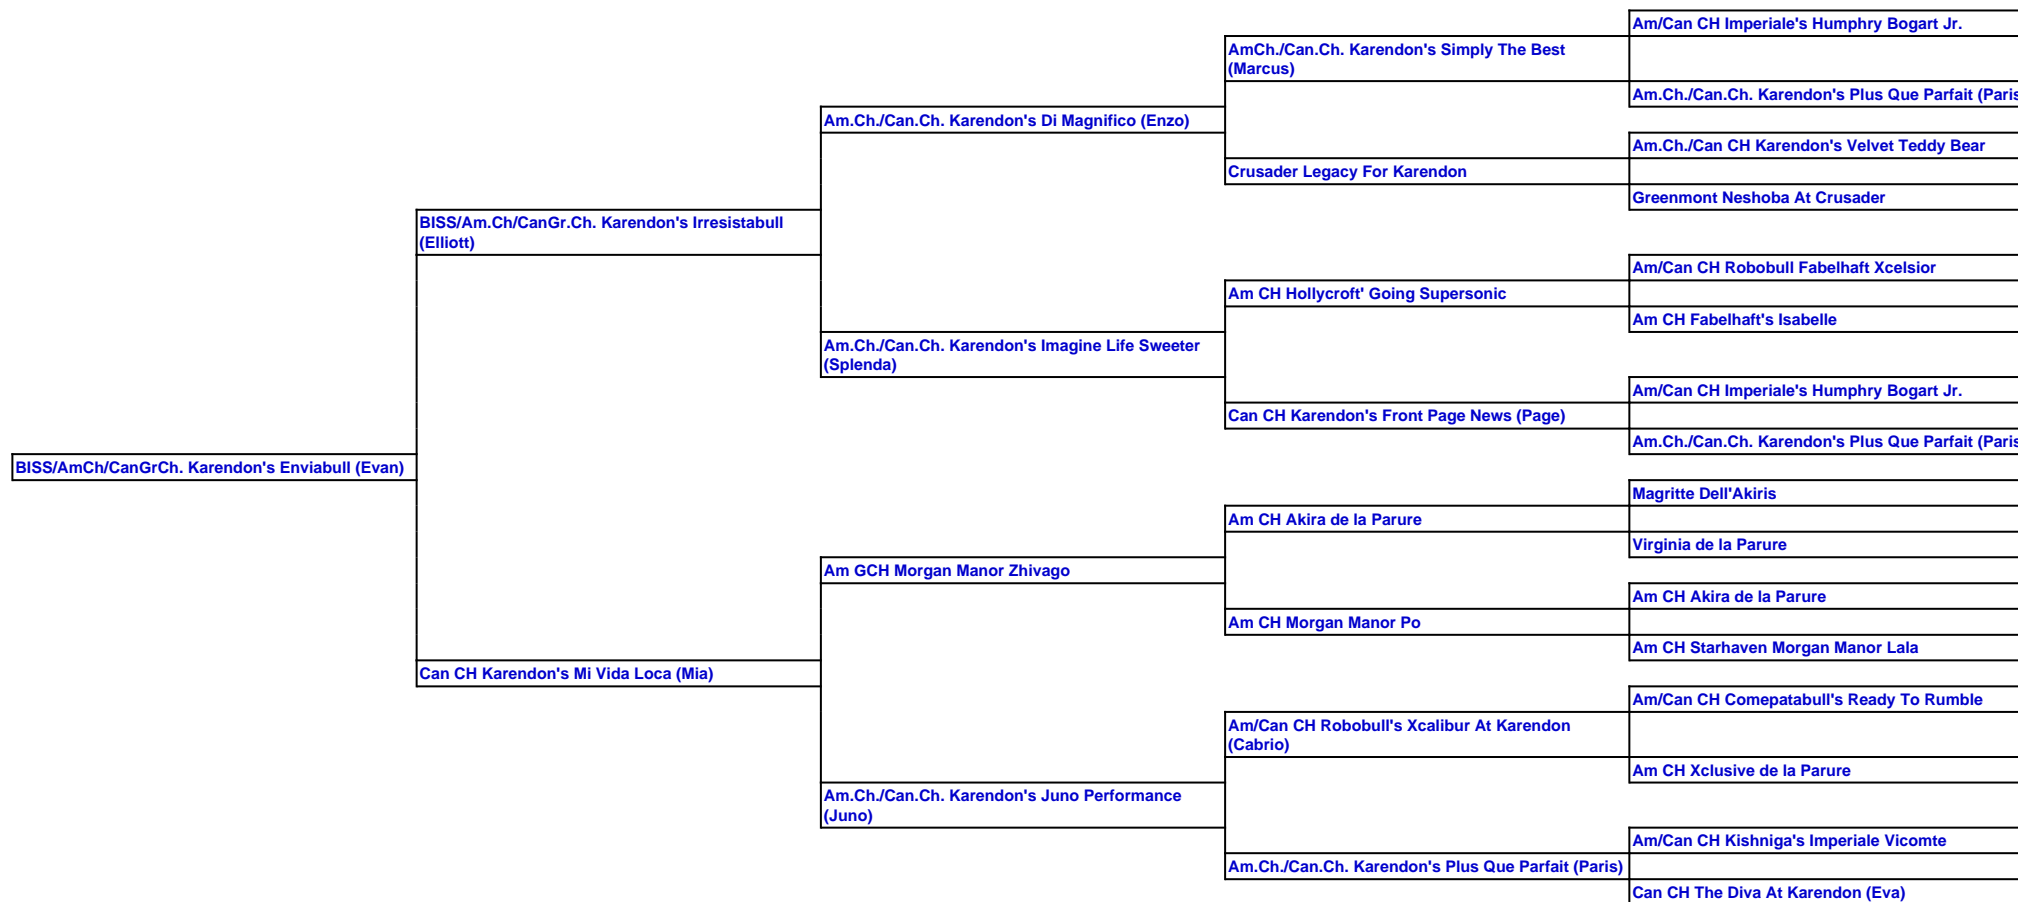 Am/Can CH Imperiale's Humphry Bogart Jr.
AmCh./Can.Ch. Karendon's Simply The Best
(Marcus)
Am.Ch./Can.Ch. Karendon's Plus Que Parfait (Paris
Am.Ch./Can.Ch. Karendon's Di Magnifico (Enzo)
Am.Ch./Can CH Karendon's Velvet Teddy Bear
Crusader Legacy For Karendon
Greenmont Neshoba At Crusader
BISS/Am.Ch/CanGr.Ch. Karendon's Irresistabull
(Elliott)
Am/Can CH Robobull Fabelhaft Xcelsior
Am CH Hollycroft' Going Supersonic
Am CH Fabelhaft's Isabelle
Am.Ch./Can.Ch. Karendon's Imagine Life Sweeter
(Splenda)
Am/Can CH Imperiale's Humphry Bogart Jr.
Can CH Karendon's Front Page News (Page)
Am.Ch./Can.Ch. Karendon's Plus Que Parfait (Paris
BISS/AmCh/CanGrCh. Karendon's Enviabull (Evan)
Magritte Dell'Akiris
Am CH Akira de la Parure
Virginia de la Parure
Am GCH Morgan Manor Zhivago
Am CH Akira de la Parure
Am CH Morgan Manor Po
Am CH Starhaven Morgan Manor Lala
Can CH Karendon's Mi Vida Loca (Mia)
Am/Can CH Comepatabull's Ready To Rumble
Am/Can CH Robobull's Xcalibur At Karendon
(Cabrio)
Am CH Xclusive de la Parure
Am.Ch./Can.Ch. Karendon's Juno Performance
(Juno)
Am/Can CH Kishniga's Imperiale Vicomte
Am.Ch./Can.Ch. Karendon's Plus Que Parfait (Paris)
Can CH The Diva At Karendon (Eva)